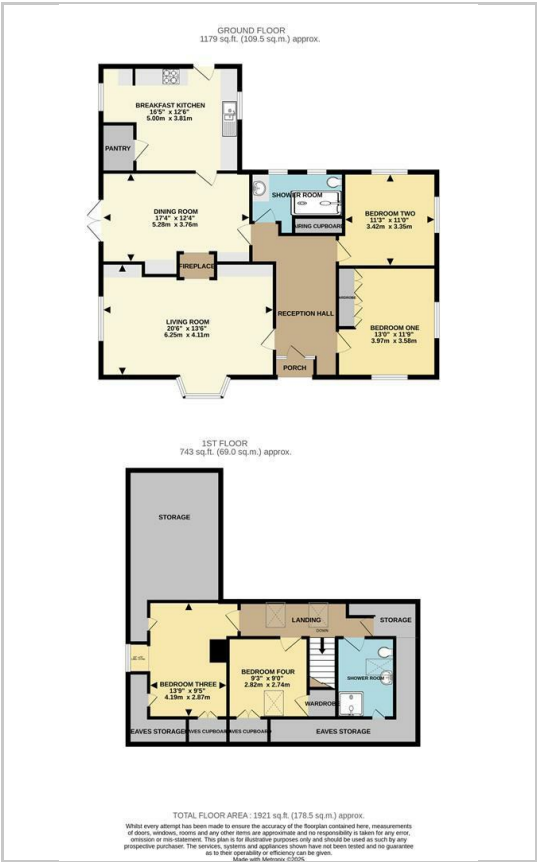 GROUND FLOOR
1179 sq.ft. (109.5 sq.m.) approx.
BREAKFAST KITCHEN
16'5" x 12'6"
5.00m x 3.81m
PANTRY
SHOWER ROOM
DINING ROOM
17'4" x 12'4"
5.28m x 3.76m
BEDROOM TWO
11'3" x 11'0"
3.42m x 3.35m
AIRING CUPBOARD
FIREPLACE
RECEPTION HALL
LIVING ROOM
20'6" x 13'6"
6.25m x 4.11m
BEDROOM ONE
13'0" x 11'9"
3.97m x 3.58m
PORCH
1ST FLOOR
743 sq.ft. (69.0 sq.m.) approx.
STORAGE
LANDING
STORAGE
DOWN
BEDROOM THREE
13'9" x 9'5"
4.19m x 2.87m
BEDROOM FOUR
9'3" x 9'0"
2.82m x 2.74m
SHOWER ROOM
WARDROBE
EAVES STORAGE
EAVES CUPBOARD
EAVES CUPBOARD
EAVES STORAGE
TOTAL FLOOR AREA : 1921 sq.ft. (178.5 sq.m.) approx.
Whilst every attempt has been made to ensure the accuracy of the floorplan contained here, measurements
of doors, windows, rooms and any other items are approximate and no responsibility is taken for any error,
omission or mis-statement. This plan is for illustrative purposes only and should be used as such by any
prospective purchaser. The services, systems and appliances shown have not been tested and no guarantee
as to their operability or efficiency can be given.
Made with Metropix ©2025